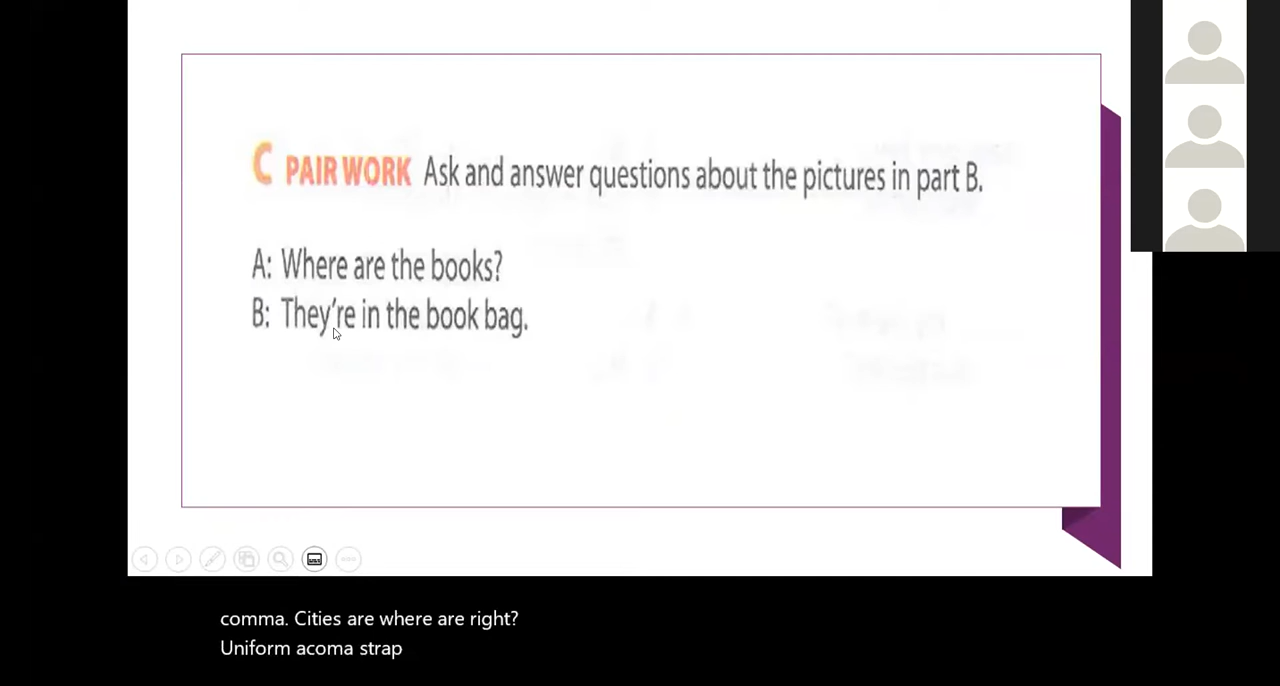 C PAIR WORK Ask and answer questions about the pictures in part B.
A: Where are the books?
B: They're in the book bag.
comma. Cities are where are right?
Uniform acoma strap